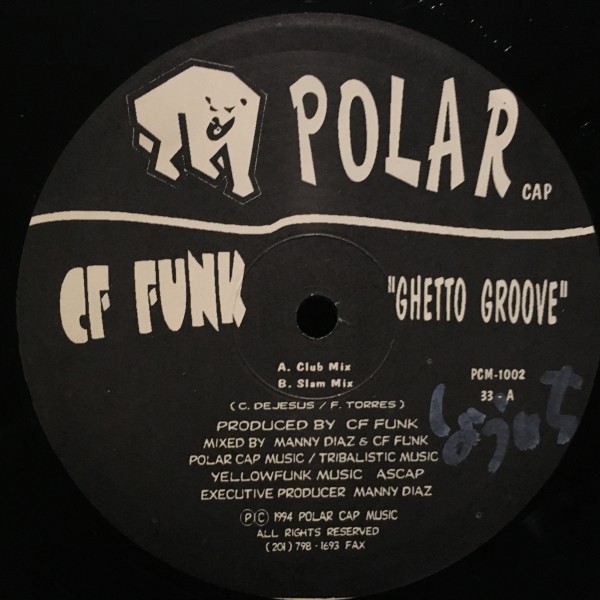 POLAR
CAP
CF FUNK
"GHETTO GROOVE"
A. Club Mix
B. Slam Mix
PCM-1002
33 - A
(C. DEJESUS / F. TORRES)
PRODUCED BY CF FUNK
MIXED BY MANNY DIAZ & CF FUNK
POLAR CAP MUSIC / TRIBALISTIC MUSIC
YELLOWFUNK MUSIC ASCAP
EXECUTIVE PRODUCER MANNY DIAZ
Ⓟ Ⓒ 1994 POLAR CAP MUSIC
ALL RIGHTS RESERVED
(201) 798-1693 FAX